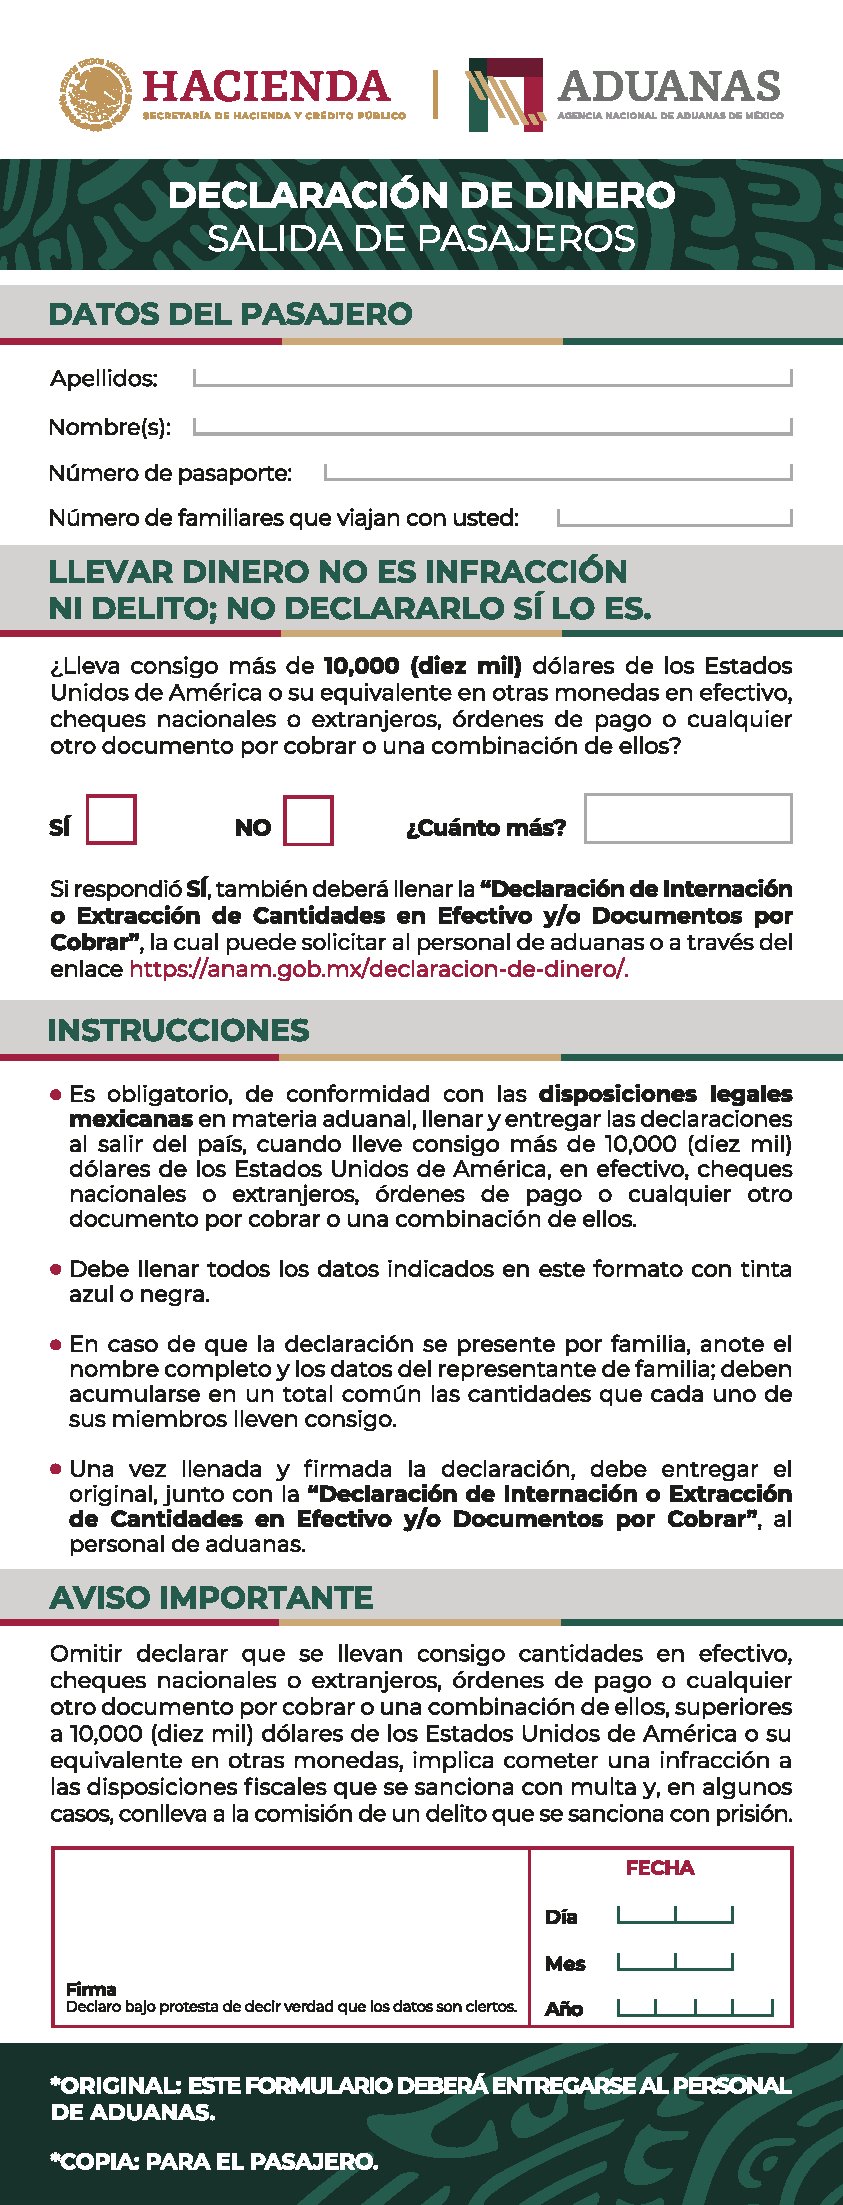 ESTADOS UNIDOS MEXICANOS
HACIENDA
SECRETARÍA DE HACIENDA Y CRÉDITO PÚBLICO
ADUANAS
AGENCIA NACIONAL DE ADUANAS DE MÉXICO
DECLARACIÓN DE DINERO
SALIDA DE PASAJEROS
DATOS DEL PASAJERO
Apellidos:
Nombre(s):
Número de pasaporte:
Número de familiares que viajan con usted:
LLEVAR DINERO NO ES INFRACCIÓN
NI DELITO; NO DECLARARLO SÍ LO ES.
¿Lleva consigo más de 10,000 (diez mil) dólares de los Estados
Unidos de América o su equivalente en otras monedas en efectivo,
cheques nacionales o extranjeros, órdenes de pago o cualquier
otro documento por cobrar o una combinación de ellos?
SÍ NO ¿Cuánto más?
Si respondió SÍ, también deberá llenar la “Declaración de Internación
o Extracción de Cantidades en Efectivo y/o Documentos por
Cobrar”, la cual puede solicitar al personal de aduanas o a través del
enlace https://anam.gob.mx/declaracion-de-dinero/.
INSTRUCCIONES
• Es obligatorio, de conformidad con las disposiciones legales
mexicanas en materia aduanal, llenar y entregar las declaraciones
al salir del país, cuando lleve consigo más de 10,000 (diez mil)
dólares de los Estados Unidos de América, en efectivo, cheques
nacionales o extranjeros, órdenes de pago o cualquier otro
documento por cobrar o una combinación de ellos.
• Debe llenar todos los datos indicados en este formato con tinta
azul o negra.
• En caso de que la declaración se presente por familia, anote el
nombre completo y los datos del representante de familia; deben
acumularse en un total común las cantidades que cada uno de
sus miembros lleven consigo.
• Una vez llenada y firmada la declaración, debe entregar el
original, junto con la “Declaración de Internación o Extracción
de Cantidades en Efectivo y/o Documentos por Cobrar”, al
personal de aduanas.
AVISO IMPORTANTE
Omitir declarar que se llevan consigo cantidades en efectivo,
cheques nacionales o extranjeros, órdenes de pago o cualquier
otro documento por cobrar o una combinación de ellos, superiores
a 10,000 (diez mil) dólares de los Estados Unidos de América o su
equivalente en otras monedas, implica cometer una infracción a
las disposiciones fiscales que se sanciona con multa y, en algunos
casos, conlleva a la comisión de un delito que se sanciona con prisión.
Firma
Declaro bajo protesta de decir verdad que los datos son ciertos.
FECHA
Día
Mes
Año
*ORIGINAL: ESTE FORMULARIO DEBERÁ ENTREGARSE AL PERSONAL
DE ADUANAS.
*COPIA: PARA EL PASAJERO.